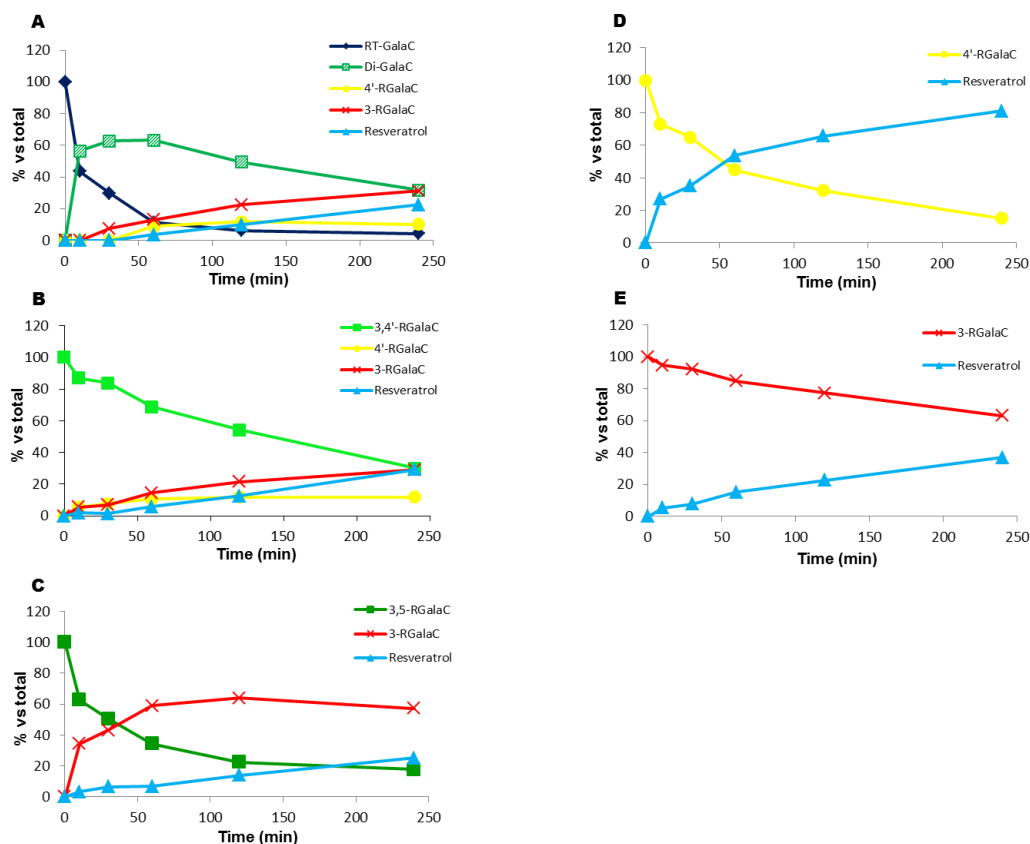 A
RT-GalaC
Di-GalaC
4'-RGalaC
3-RGalaC
Resveratrol
% vs total
120
100
80
60
40
20
0
0 50 100 150 200 250
Time (min)
B
3,4'-RGalaC
4'-RGalaC
3-RGalaC
Resveratrol
% vs total
120
100
80
60
40
20
0
0 50 100 150 200 250
Time (min)
C
3,5-RGalaC
3-RGalaC
Resveratrol
% vs total
120
100
80
60
40
20
0
0 50 100 150 200 250
Time (min)
D
4'-RGalaC
Resveratrol
% vs total
120
100
80
60
40
20
0
0 50 100 150 200 250
Time (min)
E
3-RGalaC
Resveratrol
% vs total
120
100
80
60
40
20
0
0 50 100 150 200 250
Time (min)